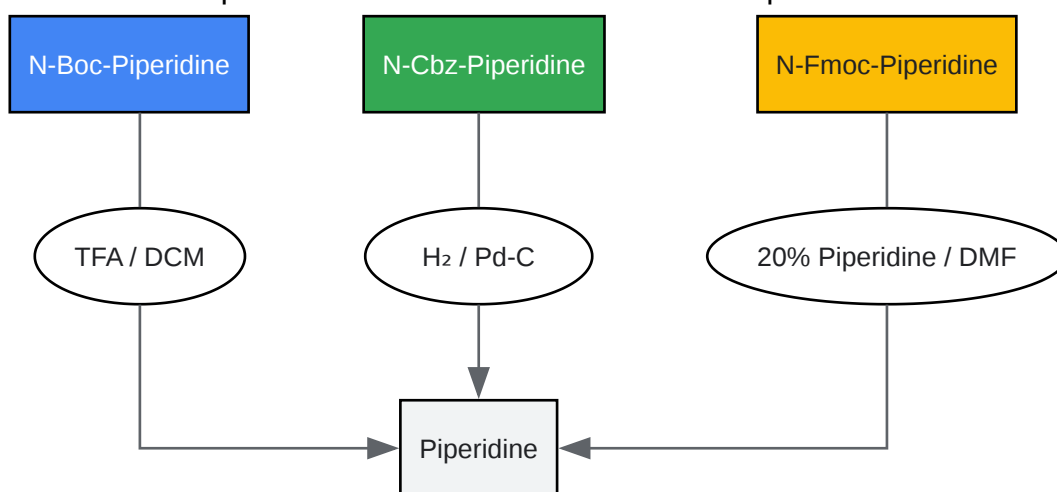 N-Boc-Piperidine
N-Cbz-Piperidine
N-Fmoc-Piperidine
TFA / DCM
H₂ / Pd-C
20% Piperidine / DMF
Piperidine